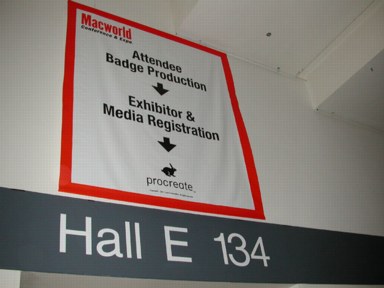 Macworld
Conference & Expo
Attendee
Badge Production
Exhibitor &
Media Registration
procreate
Hall E 134